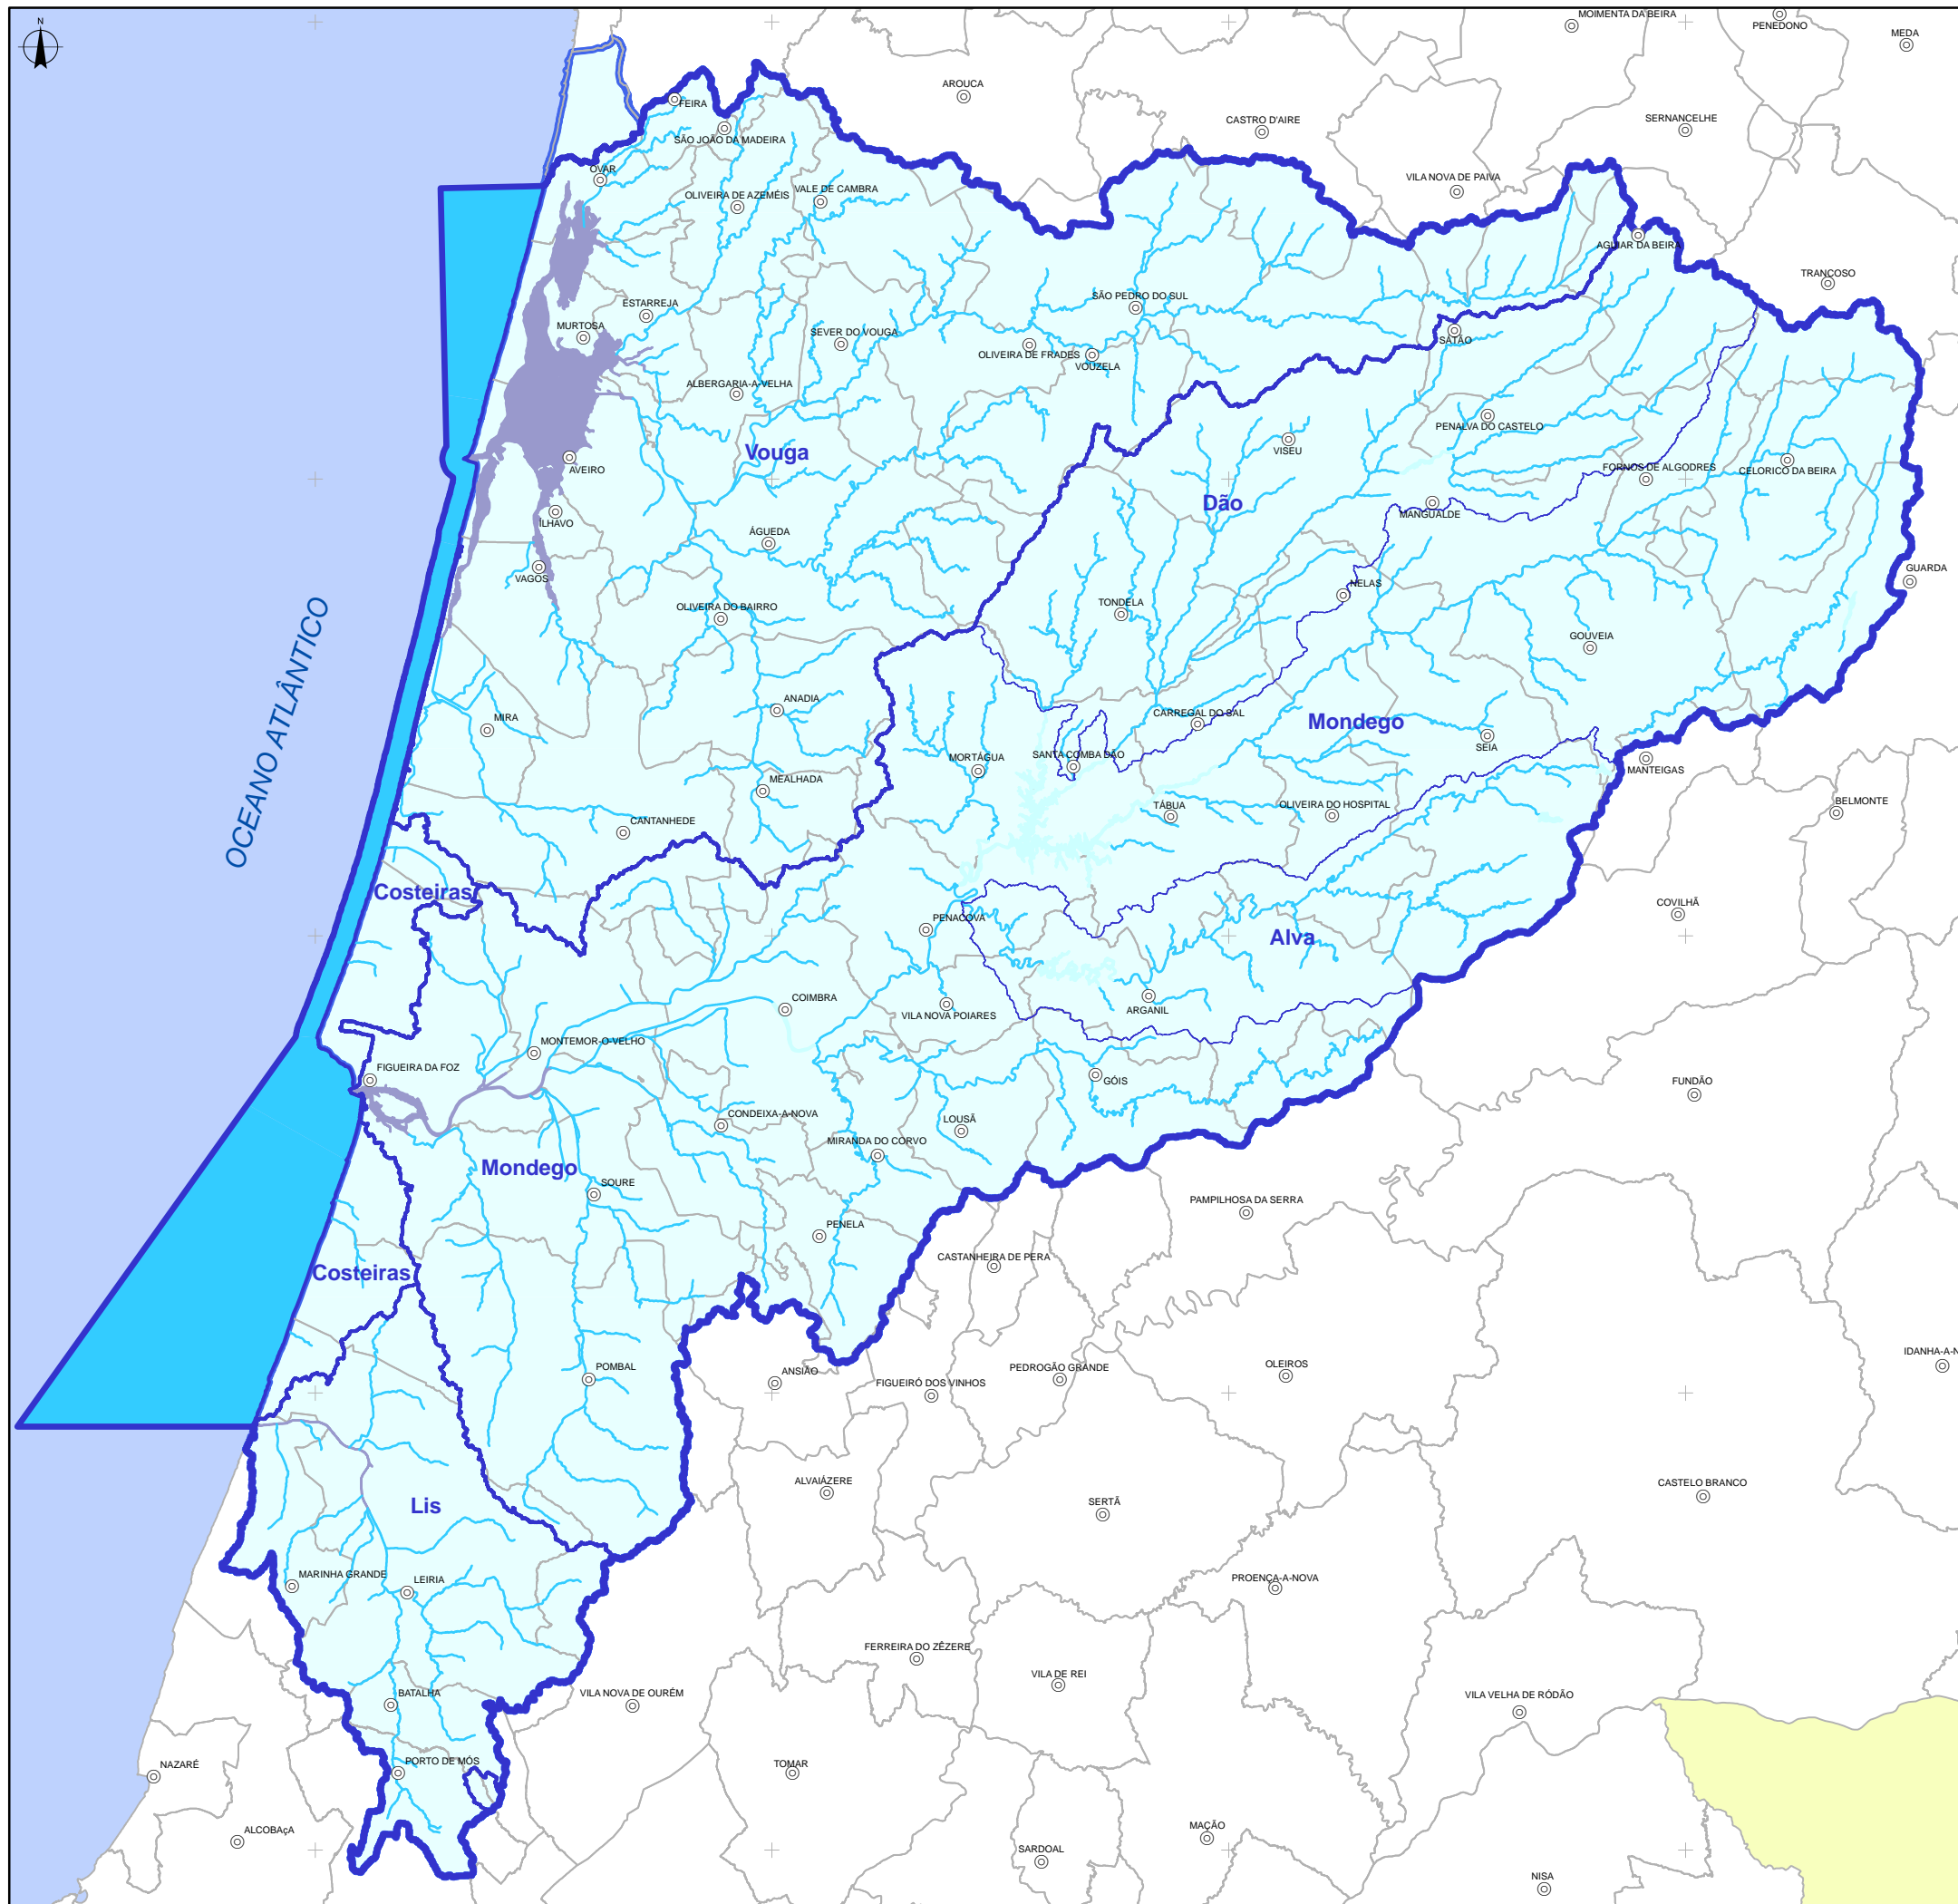 N
MOIMENTA DA BEIRA
PENEDONO
MEDA
AROUCA
FEIRA
CASTRO D'AIRE
SERNANCELHE
SÃO JOÃO DA MADEIRA
OVAR
VILA NOVA DE PAIVA
OLIVEIRA DE AZEMÉIS
VALE DE CAMBRA
AGUIAR DA BEIRA
TRANCOSO
SÃO PEDRO DO SUL
ESTARREJA
MURTOSA
SEVER DO VOUGA
SATÃO
OLIVEIRA DE FRADES
VOUZELA
ALBERGARIA-A-VELHA
PENALVA DO CASTELO
Vouga
VISEU
AVEIRO
FORNOS DE ALGODRES
CELORICO DA BEIRA
Dão
MANGUALDE
ÍLHAVO
ÁGUEDA
GUARDA
VAGOS
NELAS
TONDELA
OLIVEIRA DO BAIRRO
GOUVEIA
OCEANO ATLÂNTICO
ANADIA
MIRA
CARREGAL DO SAL
Mondego
SEIA
MORTÁGUA
SANTA COMBA DÃO
MANTEIGAS
MEALHADA
TÁBUA
OLIVEIRA DO HOSPITAL
BELMONTE
CANTANHEDE
Costeiras
COVILHÃ
PENACOVA
Alva
COIMBRA
VILA NOVA POIARES
ARGANIL
MONTEMOR-O-VELHO
FIGUEIRA DA FOZ
GÓIS
FUNDÃO
CONDEIXA-A-NOVA
LOUSÃ
MIRANDA DO CORVO
Mondego
SOURE
PAMPILHOSA DA SERRA
PENELA
CASTANHEIRA DE PERA
Costeiras
IDANHA-A-N
POMBAL
ANSIÃO
PEDROGÃO GRANDE
OLEIROS
FIGUEIRÓ DOS VINHOS
ALVAIÁZERE
CASTELO BRANCO
Lis
SERTÃ
MARINHA GRANDE
LEIRIA
PROENÇA-A-NOVA
FERREIRA DO ZÊZERE
VILA DE REI
BATALHA
VILA NOVA DE OURÉM
VILA VELHA DE RÓDÃO
NAZARÉ
PORTO DE MÓS
TOMAR
ALCOBAçA
MAÇÃO
SARDOAL
NISA